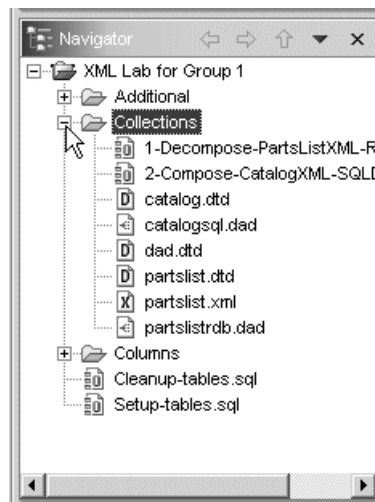 Navigator
XML Lab for Group 1
Additional
Collections
1-Decompose-PartsListXML-R
2-Compose-CatalogXML-SQL
catalog.dtd
catalogsql.dad
dad.dtd
partslist.dtd
partslist.xml
partslistrdb.dad
Columns
Cleanup-tables.sql
Setup-tables.sql